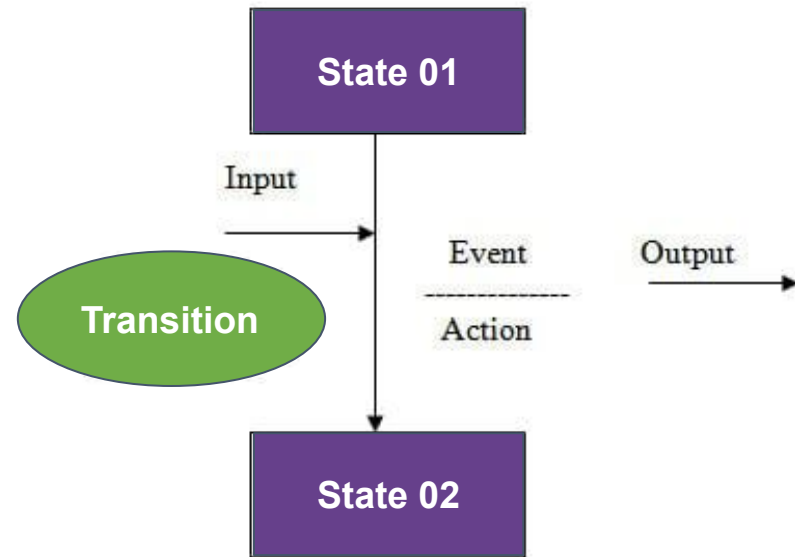 State 01
Input
Event
Output
Transition
Action
State 02